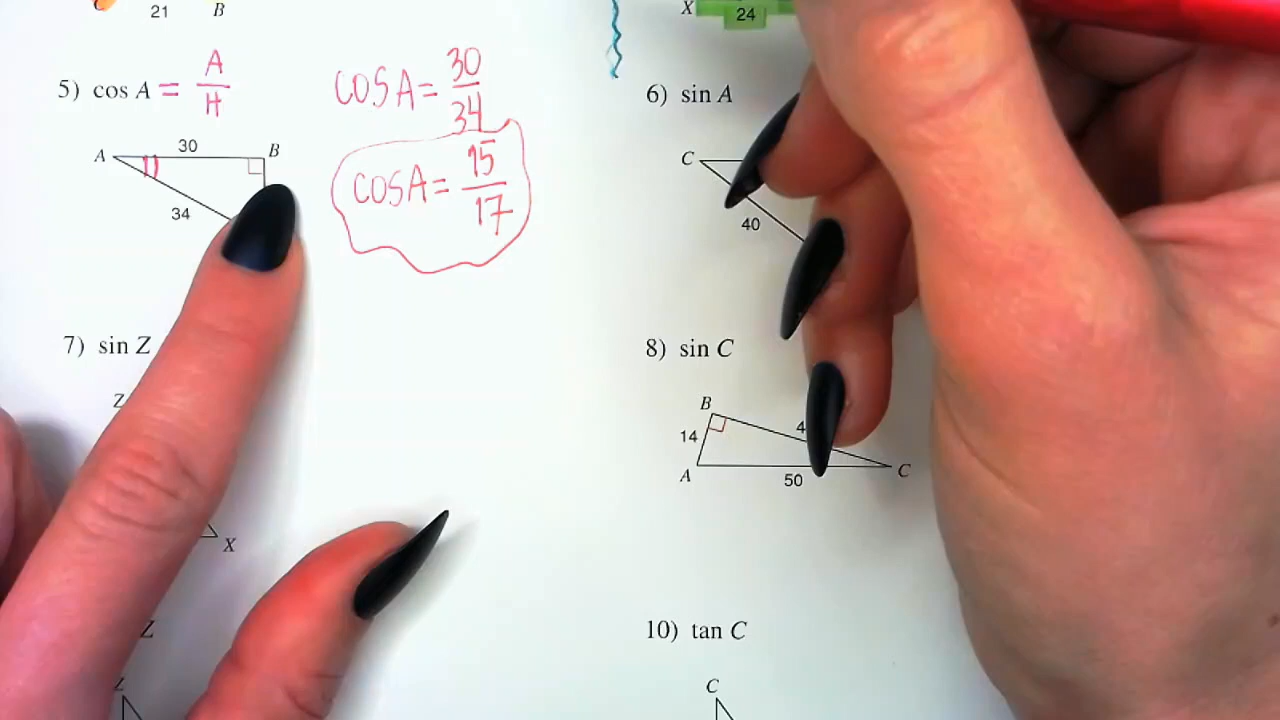 C
21
B
X
24
5) cos A = A/H
cos A = 30/34
cos A = 15/17
A
30
B
34
6) sin A
C
40
7) sin Z
Z
X
8) sin C
B
14
4
A
50
C
Z
Z
10) tan C
C